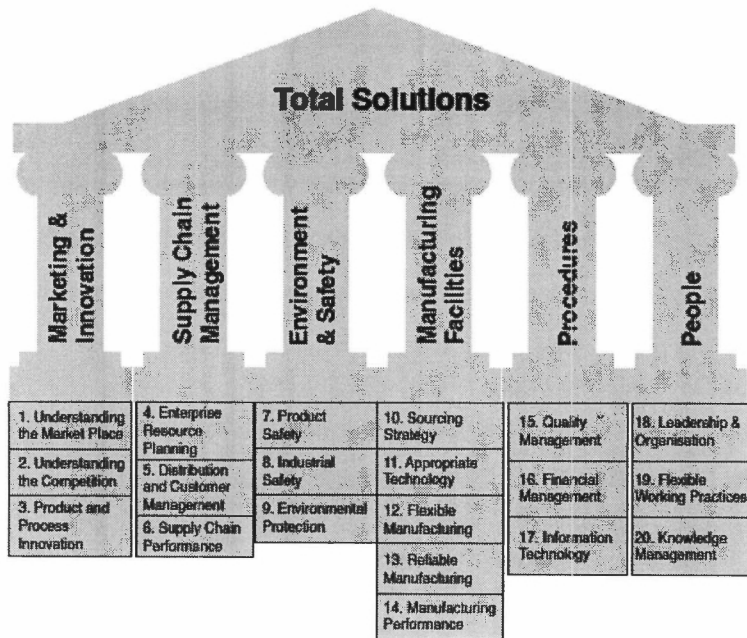 Total Solutions
Marketing &
Innovation
Supply Chain
Management
Environment
& Safety
Manufacturing
Facilities
Procedures
People
1. Understanding
the Market Place
2. Understanding
the Competition
3. Product and
Process
Innovation
4. Enterprise
Resource
Planning
5. Distribution
and Customer
Management
6. Supply Chain
Performance
7. Product
Safety
8. Industrial
Safety
9. Environmental
Protection
10. Sourcing
Strategy
11. Appropriate
Technology
12. Flexible
Manufacturing
13. Reliable
Manufacturing
14. Manufacturing
Performance
15. Quality
Management
16. Financial
Management
17. Information
Technology
18. Leadership &
Organisation
19. Flexible
Working Practices
20. Knowledge
Management